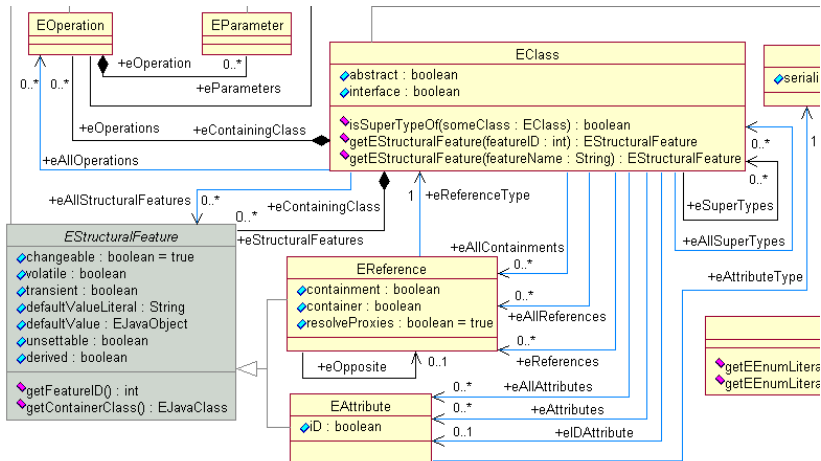 EOperation
EParameter
+eOperation
0..*
+eParameters
0..*
0..*
+eOperations
+eContainingClass
+eAllOperations
EClass
abstract : boolean
interface : boolean
isSuperTypeOf(someClass : EClass) : boolean
getEStructuralFeature(featureID : int) : EStructuralFeature
getEStructuralFeature(featureName : String) : EStructuralFeature
seriali
1
0..*
0..*
+eSuperTypes
+eAllSuperTypes
+eAttributeType
+eAllStructuralFeatures
0..*
+eContainingClass
0..*
+eStructuralFeatures
1
+eReferenceType
EStructuralFeature
changeable : boolean = true
volatile : boolean
transient : boolean
defaultValueLiteral : String
defaultValue : EJavaObject
unsettable : boolean
derived : boolean
getFeatureID() : int
getContainerClass() : EJavaClass
+eAllContainments
EReference
containment : boolean
container : boolean
resolveProxies : boolean = true
0..*
0..*
+eAllReferences
0..*
+eReferences
+eOpposite
0..1
+eAllAttributes
0..*
0..*
+eAttributes
0..1
+eIDAttribute
EAttribute
iD : boolean
getEEnumLitera
getEEnumLitera